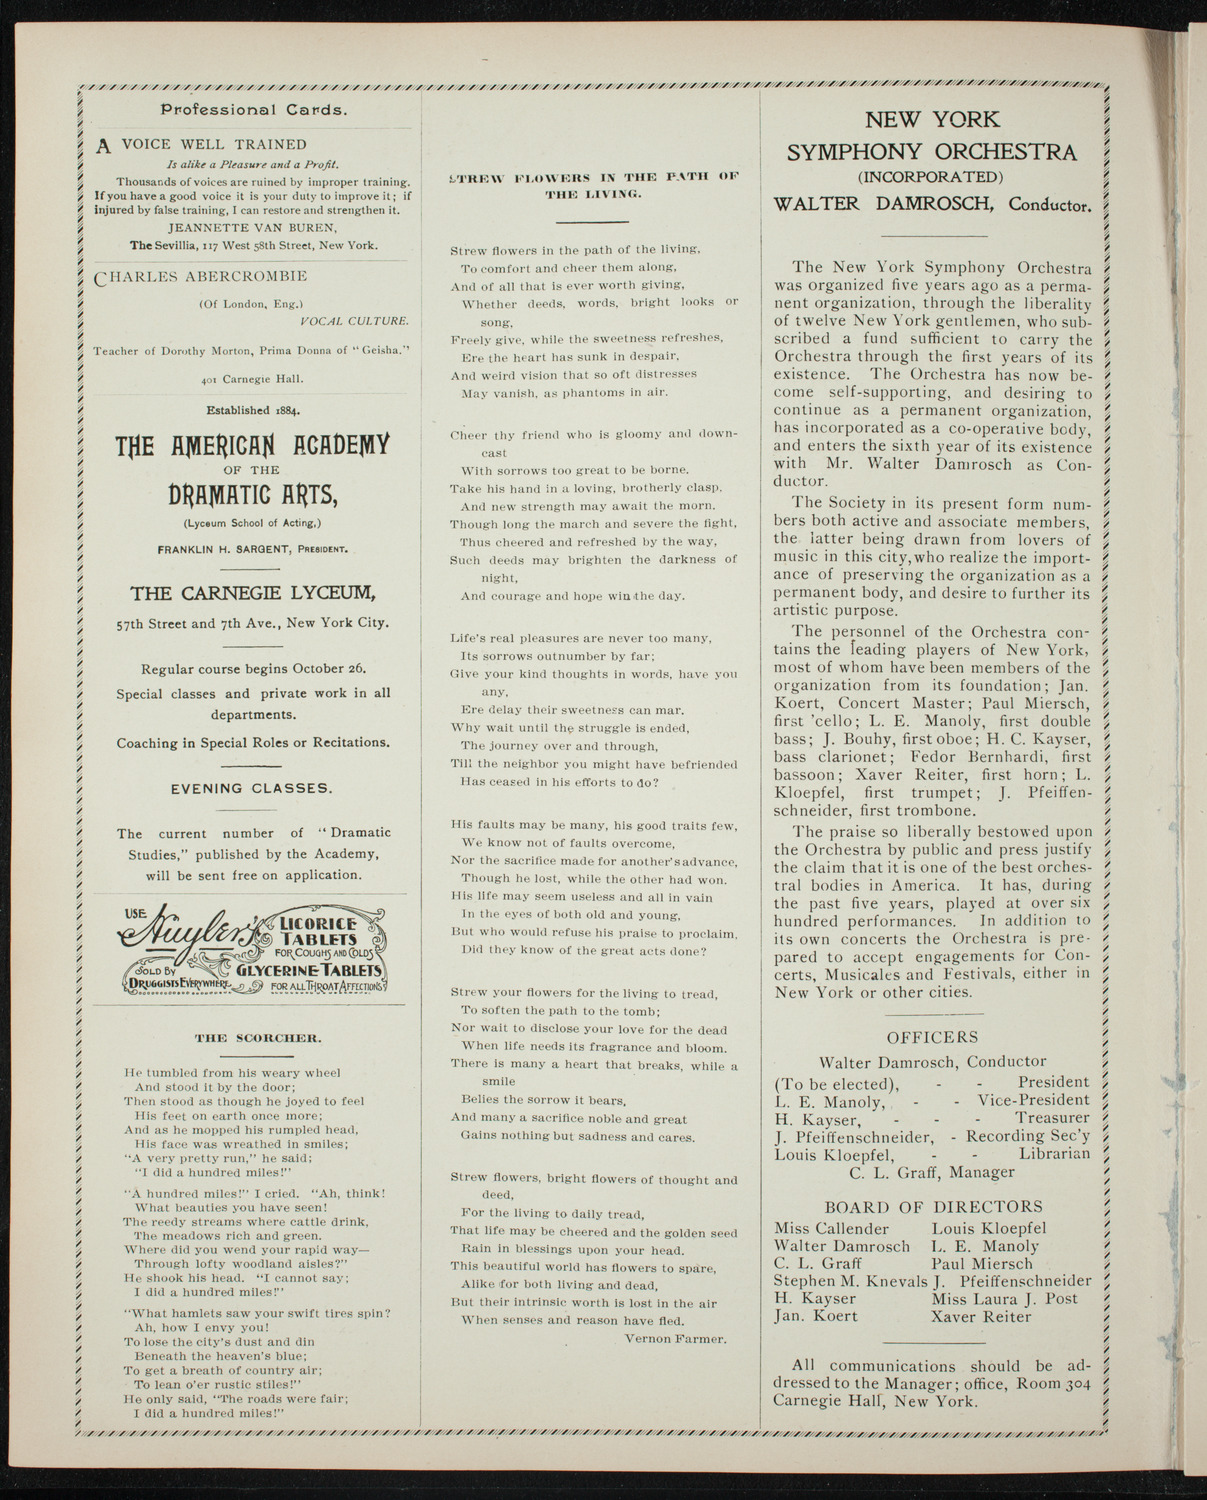 Professional Cards.
A VOICE WELL TRAINED
Is alike a Pleasure and a Profit.
Thousands of voices are ruined by improper training.
If you have a good voice it is your duty to improve it; if
injured by false training, I can restore and strengthen it.
JEANNETTE VAN BUREN,
The Sevillia, 117 West 58th Street, New York.
CHARLES ABERCROMBIE
(Of London, Eng.)
VOCAL CULTURE.
Teacher of Dorothy Morton, Prima Donna of "Geisha."
401 Carnegie Hall.
Established 1884.
THE AMERICAN ACADEMY
OF THE
DRAMATIC ARTS,
(Lyceum School of Acting,)
FRANKLIN H. SARGENT, PRESIDENT.
THE CARNEGIE LYCEUM,
57th Street and 7th Ave., New York City.
Regular course begins October 26.
Special classes and private work in all
departments.
Coaching in Special Roles or Recitations.
EVENING CLASSES.
The current number of "Dramatic
Studies," published by the Academy,
will be sent free on application.
USE Huyler's LICORICE
TABLETS
FOR COUGHS AND COLDS
SOLD BY GLYCERINE TABLETS
DRUGGISTS EVERYWHERE FOR ALL THROAT AFFECTIONS
THE SCORCHER.
He tumbled from his weary wheel
And stood it by the door;
Then stood as though he joyed to feel
His feet on earth once more;
And as he mopped his rumpled head,
His face was wreathed in smiles;
"A very pretty run," he said;
"I did a hundred miles!"
"A hundred miles!" I cried. "Ah, think!
What beauties you have seen!
The reedy streams where cattle drink,
The meadows rich and green.
Where did you wend your rapid way—
Through lofty woodland aisles?"
He shook his head. "I cannot say;
I did a hundred miles!"
"What hamlets saw your swift tires spin?
Ah, how I envy you!
To lose the city's dust and din
Beneath the heaven's blue;
To get a breath of country air;
To lean o'er rustic stiles!"
He only said, "The roads were fair;
I did a hundred miles!"
STREW FLOWERS IN THE PATH OF
THE LIVING.
Strew flowers in the path of the living,
To comfort and cheer them along,
And of all that is ever worth giving,
Whether deeds, words, bright looks or
song,
Freely give, while the sweetness refreshes,
Ere the heart has sunk in despair,
And weird vision that so oft distresses
May vanish, as phantoms in air.
Cheer thy friend who is gloomy and down-
cast
With sorrows too great to be borne.
Take his hand in a loving, brotherly clasp.
And new strength may await the morn.
Though long the march and severe the fight,
Thus cheered and refreshed by the way,
Such deeds may brighten the darkness of
night,
And courage and hope win the day.
Life's real pleasures are never too many,
Its sorrows outnumber by far;
Give your kind thoughts in words, have you
any,
Ere delay their sweetness can mar.
Why wait until the struggle is ended,
The journey over and through,
Till the neighbor you might have befriended
Has ceased in his efforts to do?
His faults may be many, his good traits few,
We know not of faults overcome,
Nor the sacrifice made for another's advance,
Though he lost, while the other had won.
His life may seem useless and all in vain
In the eyes of both old and young,
But who would refuse his praise to proclaim,
Did they know of the great acts done?
Strew your flowers for the living to tread,
To soften the path to the tomb;
Nor wait to disclose your love for the dead
When life needs its fragrance and bloom.
There is many a heart that breaks, while a
smile
Belies the sorrow it bears,
And many a sacrifice noble and great
Gains nothing but sadness and cares.
Strew flowers, bright flowers of thought and
deed,
For the living to daily tread,
That life may be cheered and the golden seed
Rain in blessings upon your head.
This beautiful world has flowers to spare,
Alike for both living and dead,
But their intrinsic worth is lost in the air
When senses and reason have fled.
Vernon Farmer.
NEW YORK
SYMPHONY ORCHESTRA
(INCORPORATED)
WALTER DAMROSCH, Conductor.
The New York Symphony Orchestra
was organized five years ago as a perma-
nent organization, through the liberality
of twelve New York gentlemen, who sub-
scribed a fund sufficient to carry the
Orchestra through the first years of its
existence. The Orchestra has now be-
come self-supporting, and desiring to
continue as a permanent organization,
has incorporated as a co-operative body,
and enters the sixth year of its existence
with Mr. Walter Damrosch as Con-
ductor.
The Society in its present form num-
bers both active and associate members,
the latter being drawn from lovers of
music in this city, who realize the import-
ance of preserving the organization as a
permanent body, and desire to further its
artistic purpose.
The personnel of the Orchestra con-
tains the leading players of New York,
most of whom have been members of the
organization from its foundation; Jan.
Koert, Concert Master; Paul Miersch,
first 'cello; L. E. Manoly, first double
bass; J. Bouhy, first oboe; H. C. Kayser,
bass clarionet; Fedor Bernhardi, first
bassoon; Xaver Reiter, first horn; L.
Kloepfel, first trumpet; J. Pfeiffen-
schneider, first trombone.
The praise so liberally bestowed upon
the Orchestra by public and press justify
the claim that it is one of the best orches-
tral bodies in America. It has, during
the past five years, played at over six
hundred performances. In addition to
its own concerts the Orchestra is pre-
pared to accept engagements for Con-
certs, Musicales and Festivals, either in
New York or other cities.
OFFICERS
Walter Damrosch, Conductor
(To be elected), - - President
L. E. Manoly, - - Vice-President
H. Kayser, - - - Treasurer
J. Pfeiffenschneider, - Recording Sec'y
Louis Kloepfel, - - Librarian
C. L. Graff, Manager
BOARD OF DIRECTORS
Miss Callender Louis Kloepfel
Walter Damrosch L. E. Manoly
C. L. Graff Paul Miersch
Stephen M. Knevals J. Pfeiffenschneider
H. Kayser Miss Laura J. Post
Jan. Koert Xaver Reiter
All communications should be ad-
dressed to the Manager; office, Room 304
Carnegie Hall, New York.